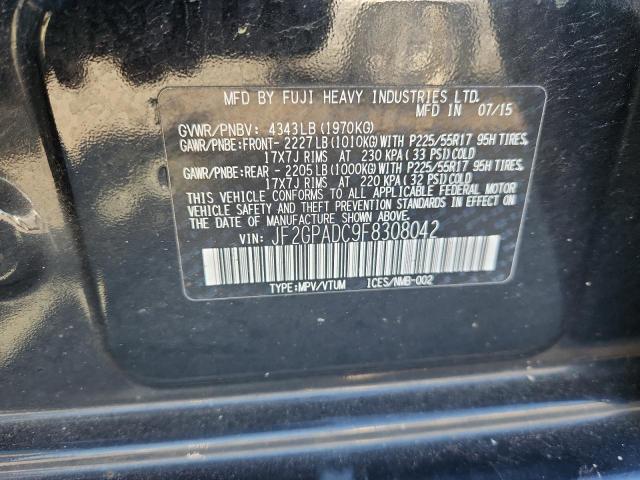 MFD BY FUJI HEAVY INDUSTRIES LTD.
MFD IN 07/15
GVWR/PNBV: 4343LB(1970KG)
GAWR/PNBE:FRONT- 2227LB(1010KG)WITH P225/55R17 95H TIRES,
17X7J RIMS AT 230 KPA(33 PSI)COLD
GAWR/PNBE:REAR - 2205LB(1000KG)WITH P225/55R17 95H TIRES,
17X7J RIMS AT 220 KPA(32 PSI)COLD
THIS VEHICLE CONFORMS TO ALL APPLICABLE FEDERAL MOTOR
VEHICLE SAFETY AND THEFT PREVENTION STANDARDS IN EFFECT
ON THE DATE OF MANUFACTURE SHOWN ABOVE.
VIN: JF2GPADC9F8308042
TYPE:MPV/VTUM ICES/NMB-002